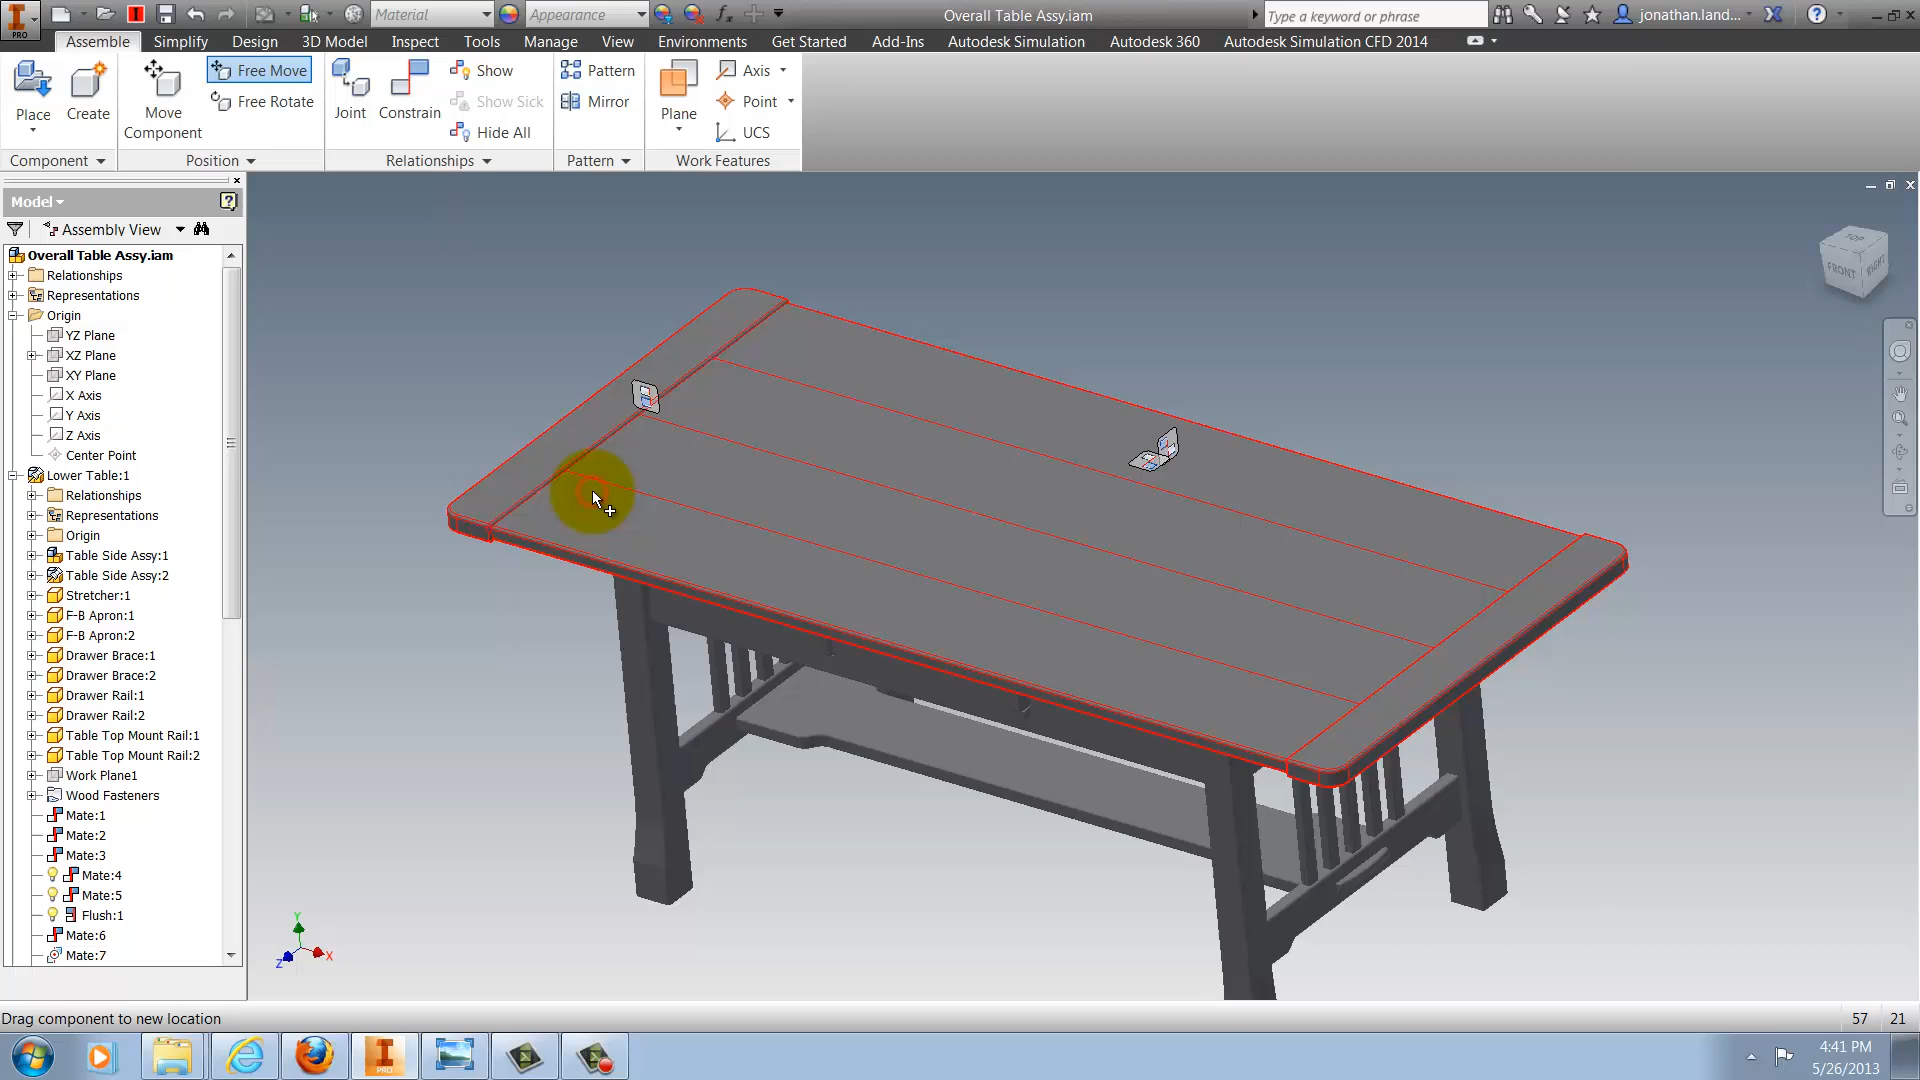 Material
Appearance
Overall Table Assy.iam
Type a keyword or phrase
jonathan.land...
PRO
Assemble
Simplify
Design
3D Model
Inspect
Tools
Manage
View
Environments
Get Started
Add-Ins
Autodesk Simulation
Autodesk 360
Autodesk Simulation CFD 2014
Place
Create
Move
Component
Free Move
Free Rotate
Joint
Constrain
Show
Show Sick
Hide All
Pattern
Mirror
Plane
Axis
Point
UCS
Component
Position
Relationships
Pattern
Work Features
Model
Assembly View
Overall Table Assy.iam
Relationships
Representations
Origin
YZ Plane
XZ Plane
XY Plane
X Axis
Y Axis
Z Axis
Center Point
Lower Table:1
Relationships
Representations
Origin
Table Side Assy:1
Table Side Assy:2
Stretcher:1
F-B Apron:1
F-B Apron:2
Drawer Brace:1
Drawer Brace:2
Drawer Rail:1
Drawer Rail:2
Table Top Mount Rail:1
Table Top Mount Rail:2
Work Plane1
Wood Fasteners
Mate:1
Mate:2
Mate:3
Mate:4
Mate:5
Flush:1
Mate:6
Mate:7
TOP
FRONT
RIGHT
Y
X
Z
Drag component to new location
57
21
PRO
4:41 PM
5/26/2013